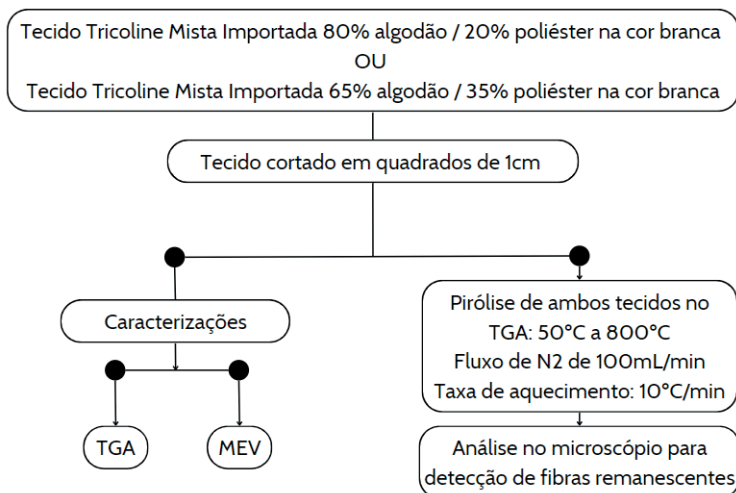 Tecido Tricoline Mista Importada 80% algodão / 20% poliéster na cor branca
OU
Tecido Tricoline Mista Importada 65% algodão / 35% poliéster na cor branca
Tecido cortado em quadrados de 1cm
Caracterizações
TGA
MEV
Pirólise de ambos tecidos no
TGA: 50°C a 800°C
Fluxo de N2 de 100mL/min
Taxa de aquecimento: 10°C/min
Análise no microscópio para
detecção de fibras remanescentes